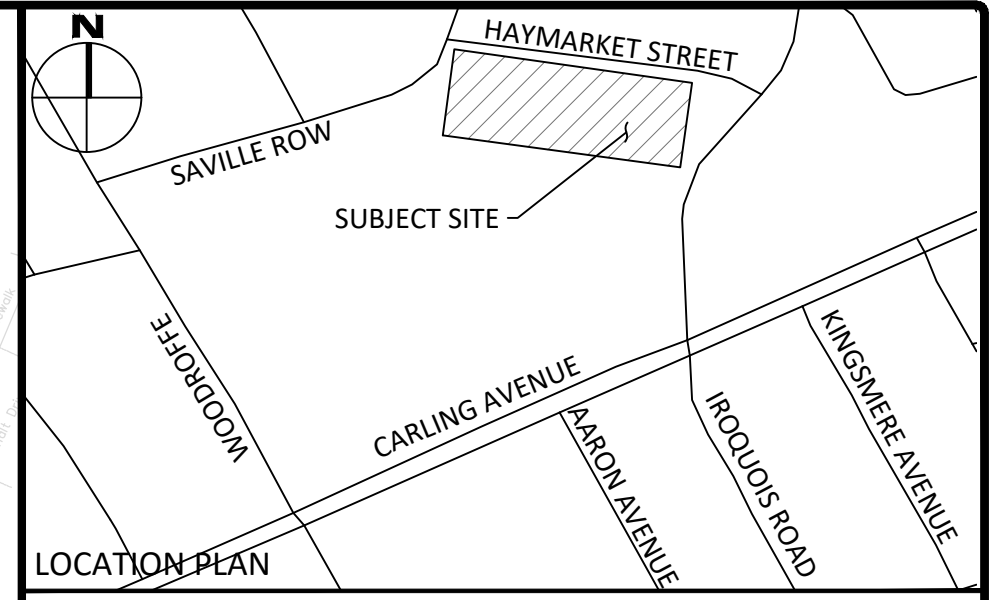 N
HAYMARKET STREET
SAVILLE ROW
SUBJECT SITE
WOODROFFE
CARLING AVENUE
KINGSMERE AVENUE
IROQUOIS ROAD
AARON AVENUE
LOCATION PLAN